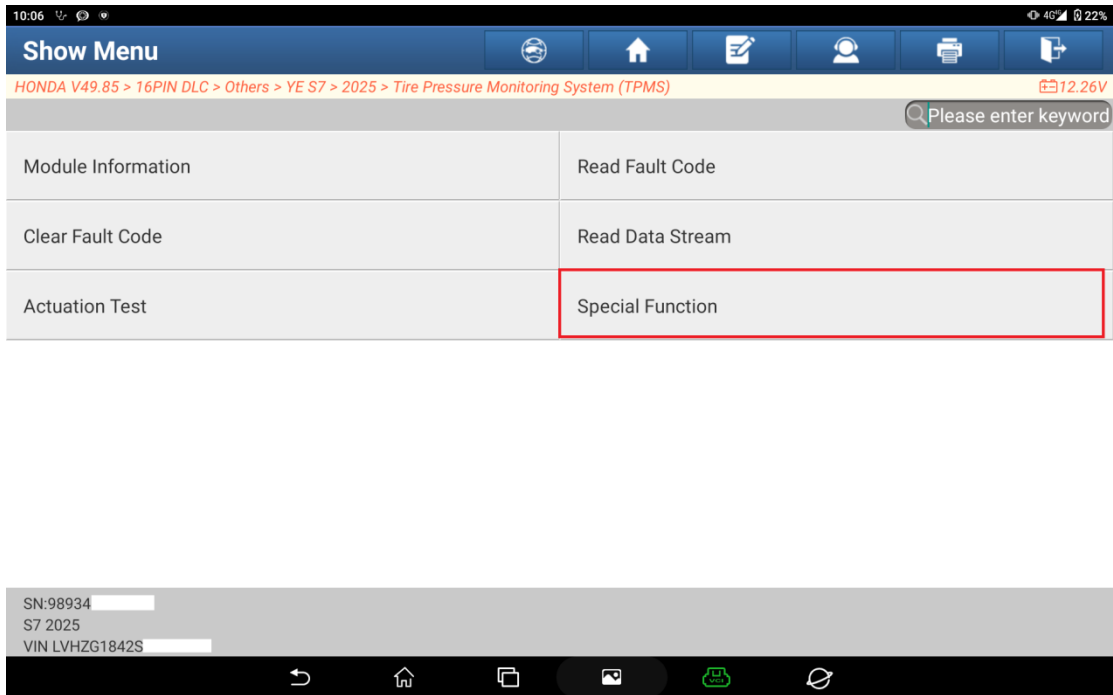 10:06 4G 4G 22%
Show Menu
HONDA V49.85 > 16PIN DLC > Others > YE S7 > 2025 > Tire Pressure Monitoring System (TPMS) 12.26V
Please enter keyword
Module Information Read Fault Code
Clear Fault Code Read Data Stream
Actuation Test Special Function
SN:98934
S7 2025
VIN LVHZG1842S
VCI